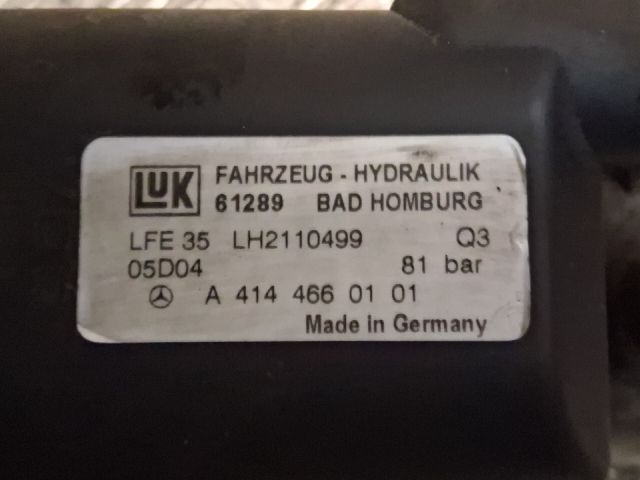 LuK FAHRZEUG - HYDRAULIK
61289 BAD HOMBURG
LFE 35 LH2110499 Q3
05D04 81 bar
A 414 466 01 01
Made in Germany